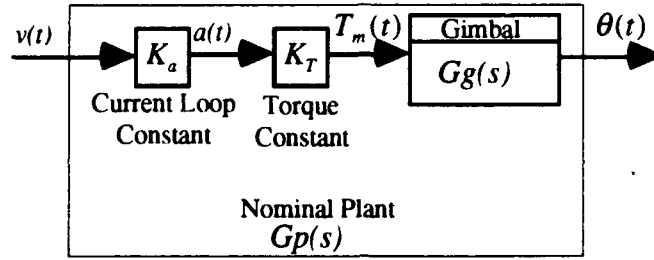 v(t) a(t) T_m(t) Gimbal θ(t)
K_a K_T Gg(s)
Current Loop Constant
Torque Constant
Nominal Plant
Gp(s)